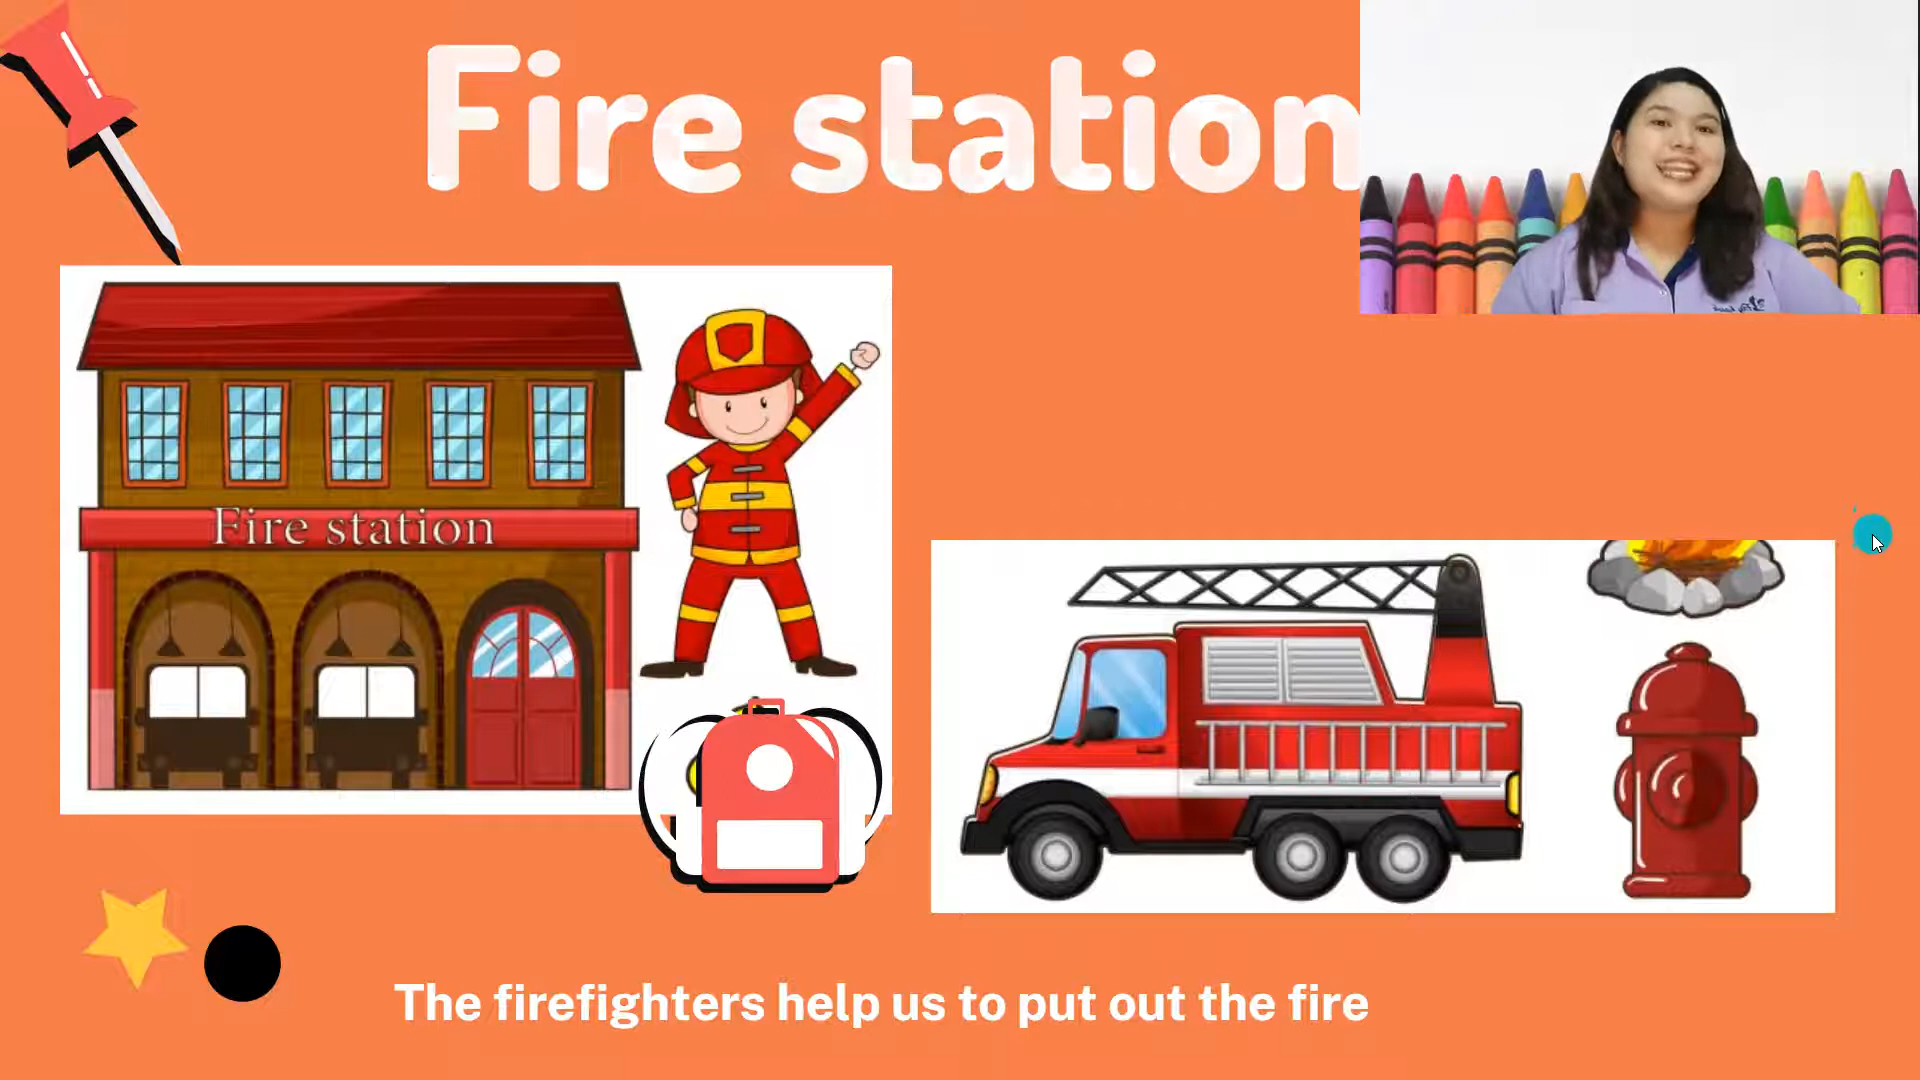 Fire station
Fire station
The firefighters help us to put out the fire